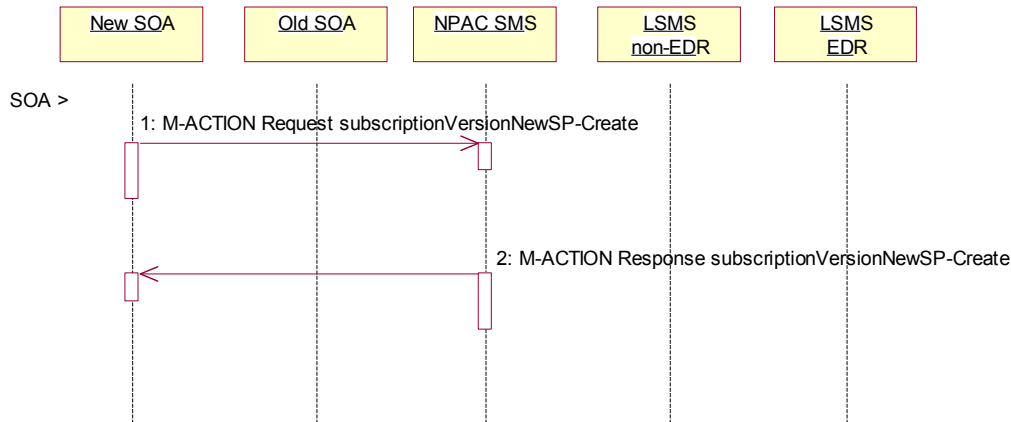 New SOA
Old SOA
NPAC SMS
LSMS
non-EDR
LSMS
EDR
SOA >
1: M-ACTION Request subscriptionVersionNewSP-Create
2: M-ACTION Response subscriptionVersionNewSP-Create